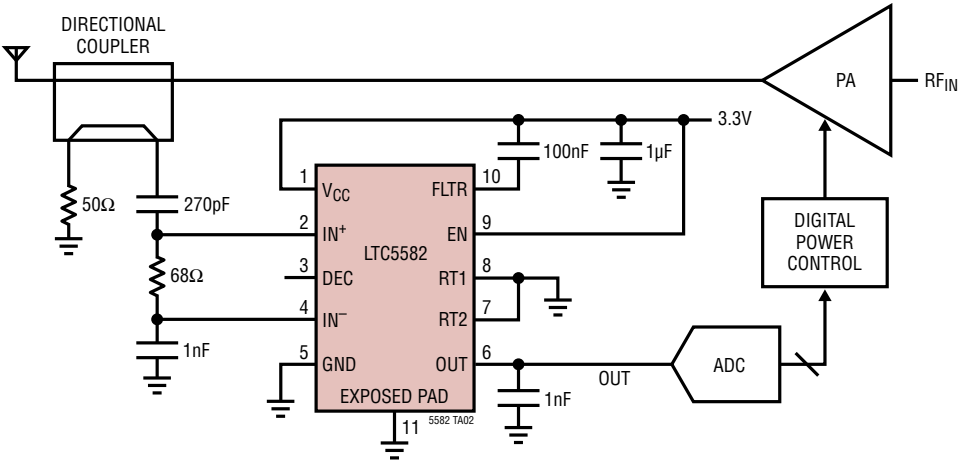 DIRECTIONAL
COUPLER
PA
RF_IN
3.3V
100nF
1µF
50Ω
270pF
68Ω
1nF
1
V_CC
2
IN⁺
3
DEC
4
IN⁻
5
GND
LTC5582
FLTR
10
EN
9
RT1
8
RT2
7
OUT
6
EXPOSED PAD
11
5582 TA02
1nF
OUT
ADC
DIGITAL
POWER
CONTROL